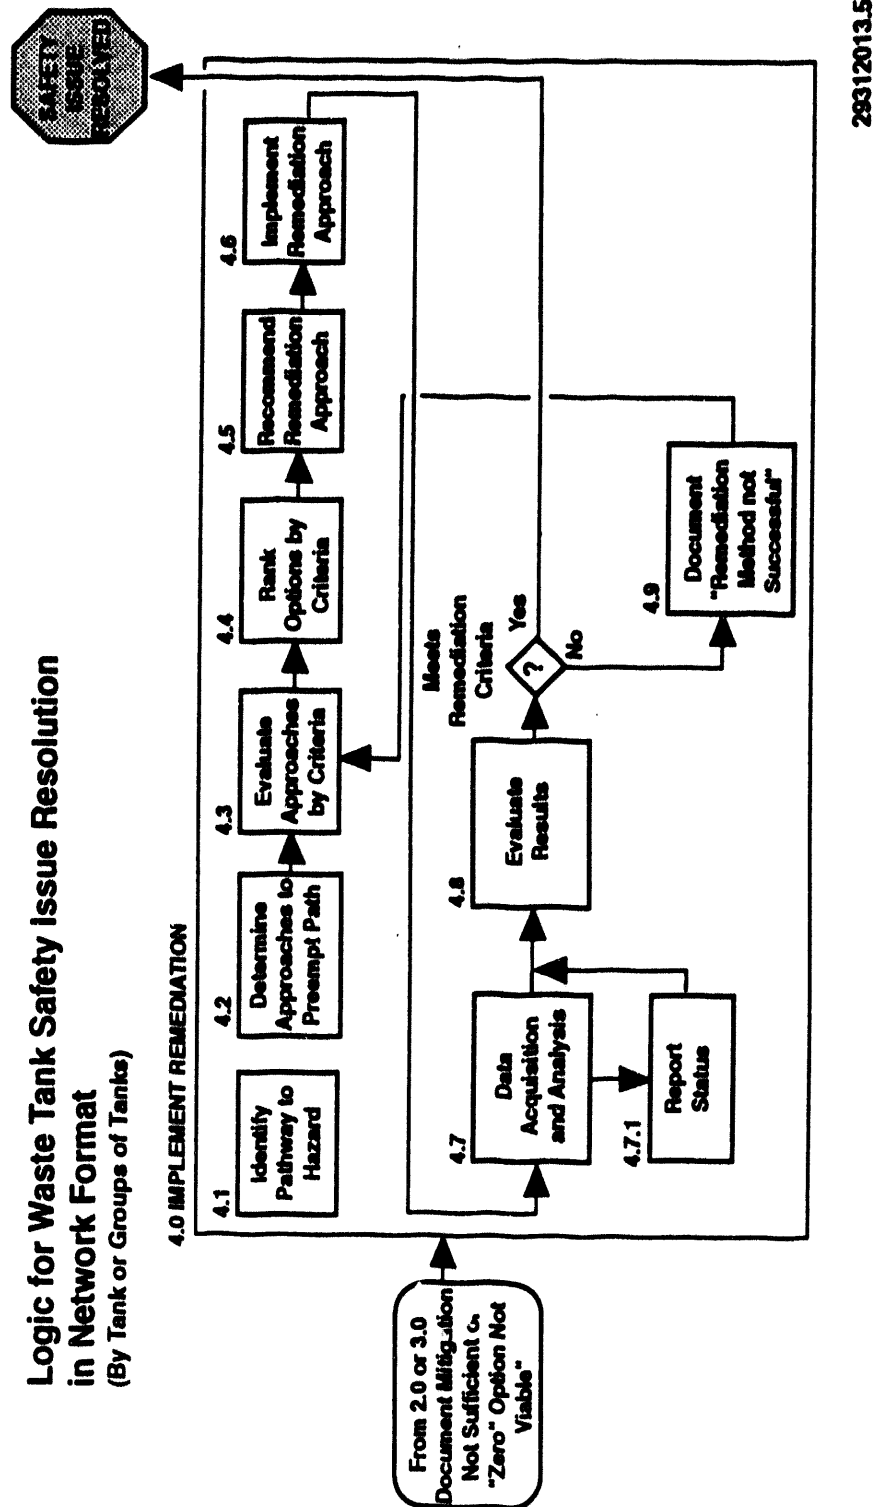 Logic for Waste Tank Safety Issue Resolution
in Network Format
(By Tank or Groups of Tanks)
SAFETY
ISSUE
RESOLVED
4.0 IMPLEMENT REMEDIATION
4.1
Identify
Pathway to
Hazard
4.2
Determine
Approaches to
Preempt Path
4.3
Evaluate
Approaches
by Criteria
4.4
Rank
Options by
Criteria
4.5
Recommend
Remediation
Approach
4.6
Implement
Remediation
Approach
From 2.0 or 3.0
Document Mitigation
Not Sufficient
"Zero" Option Not
Viable"
4.7
Data
Acquisition
and Analysis
4.7.1
Report
Status
4.8
Evaluate
Results
Meets
Remediation
Criteria
?
Yes
No
4.9
Document
"Remediation
Method not
Successful"
29312013.5